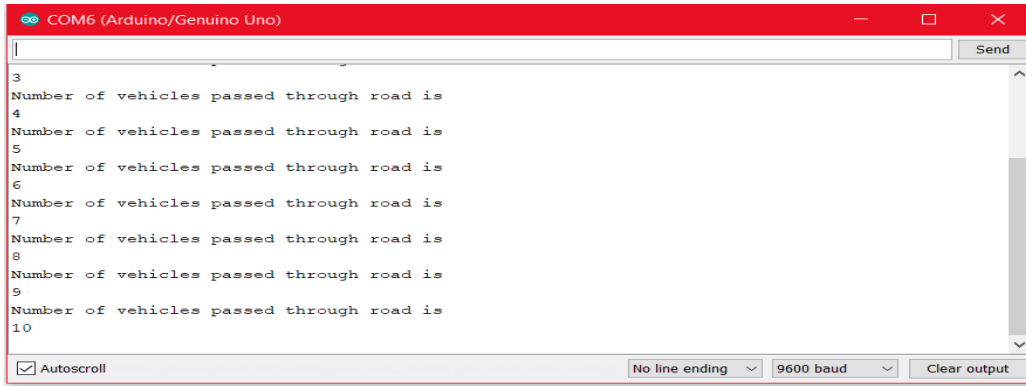 COM6 (Arduino/Genuino Uno)
Send
3
Number of vehicles passed through road is
4
Number of vehicles passed through road is
5
Number of vehicles passed through road is
6
Number of vehicles passed through road is
7
Number of vehicles passed through road is
8
Number of vehicles passed through road is
9
Number of vehicles passed through road is
10
Autoscroll
No line ending
9600 baud
Clear output